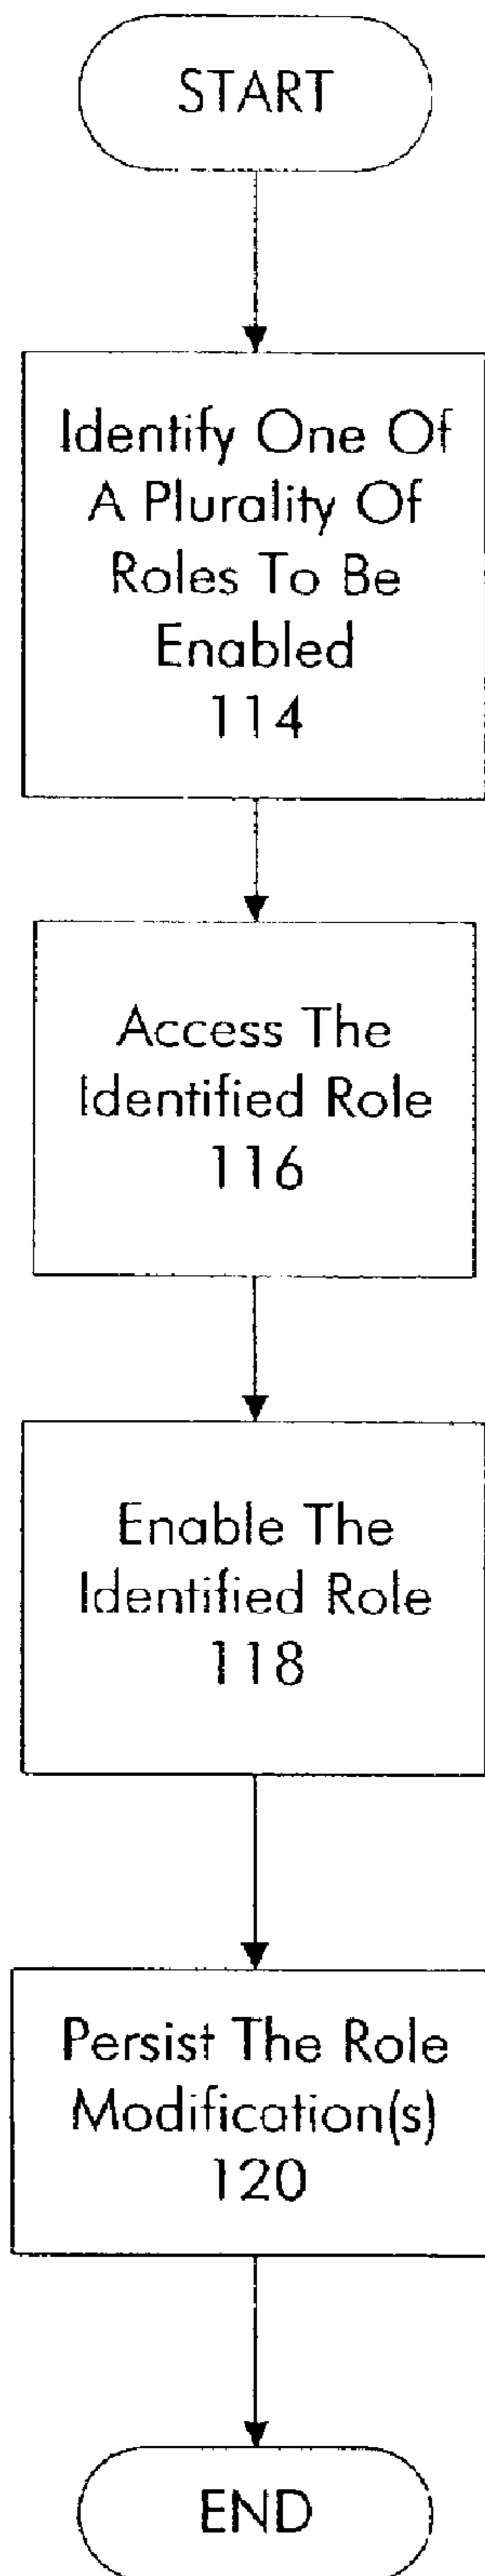 START
Identify One Of
A Plurality Of
Roles To Be
Enabled
114
Access The
Identified Role
116
Enable The
Identified Role
118
Persist The Role
Modification(s)
120
END